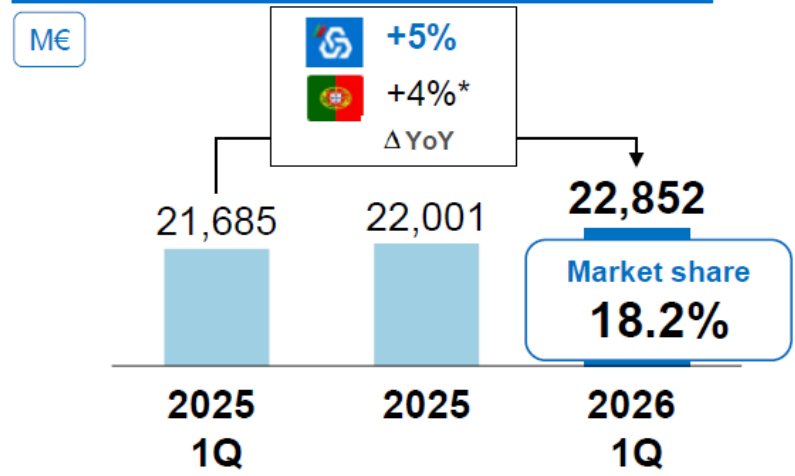 M€
+5%
+4%*
Δ YoY
21,685
22,001
22,852
Market share
18.2%
2025
1Q
2025
2026
1Q